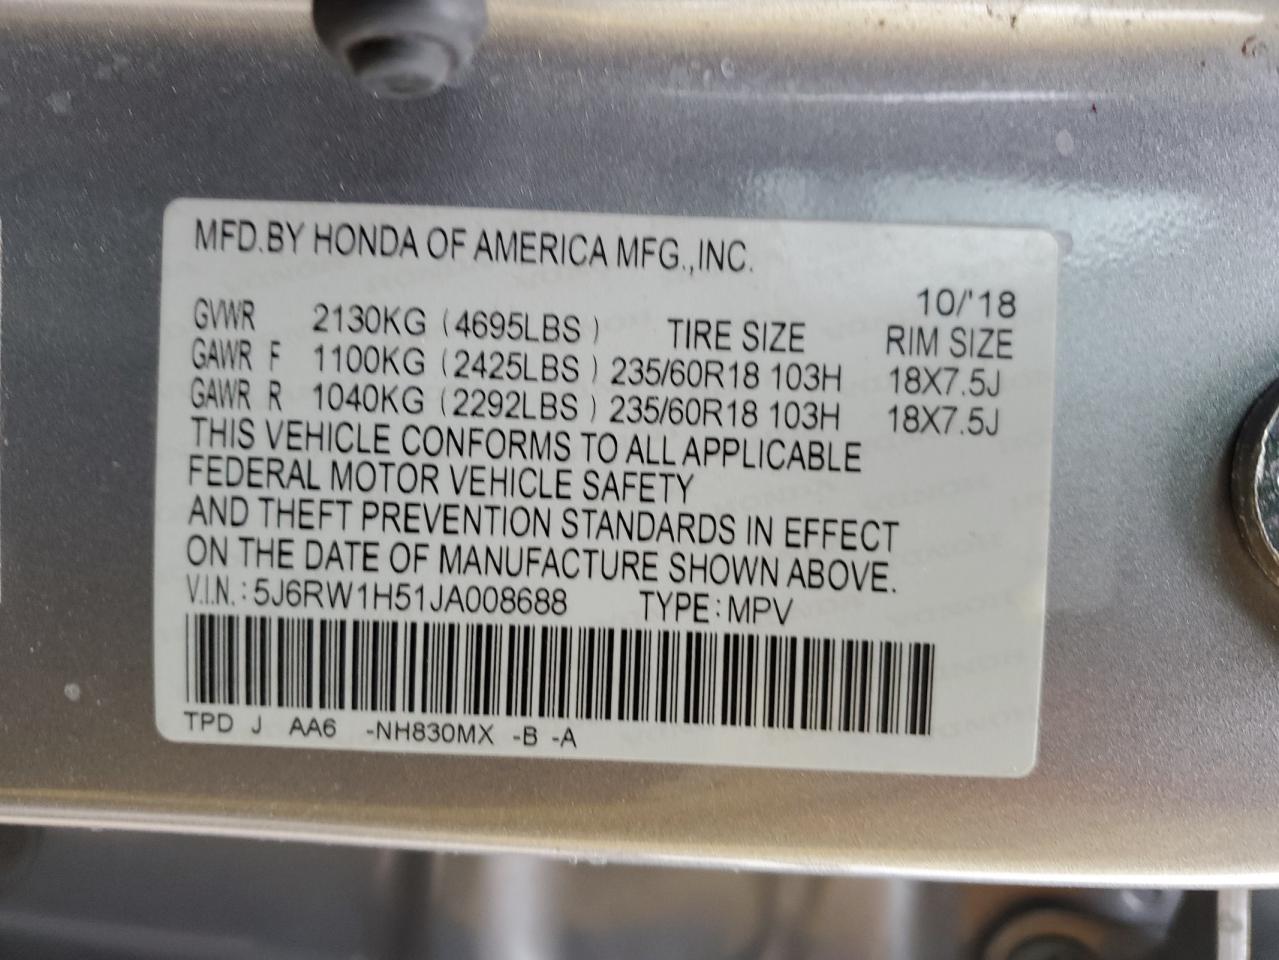 MFD.BY HONDA OF AMERICA MFG.,INC.
10/'18
GVWR 2130KG (4695LBS) TIRE SIZE RIM SIZE
GAWR F 1100KG (2425LBS) 235/60R18 103H 18X7.5J
GAWR R 1040KG (2292LBS) 235/60R18 103H 18X7.5J
THIS VEHICLE CONFORMS TO ALL APPLICABLE
FEDERAL MOTOR VEHICLE SAFETY
AND THEFT PREVENTION STANDARDS IN EFFECT
ON THE DATE OF MANUFACTURE SHOWN ABOVE.
V.I.N.:5J6RW1H51JA008688 TYPE:MPV
TPD J AA6 -NH830MX -B -A